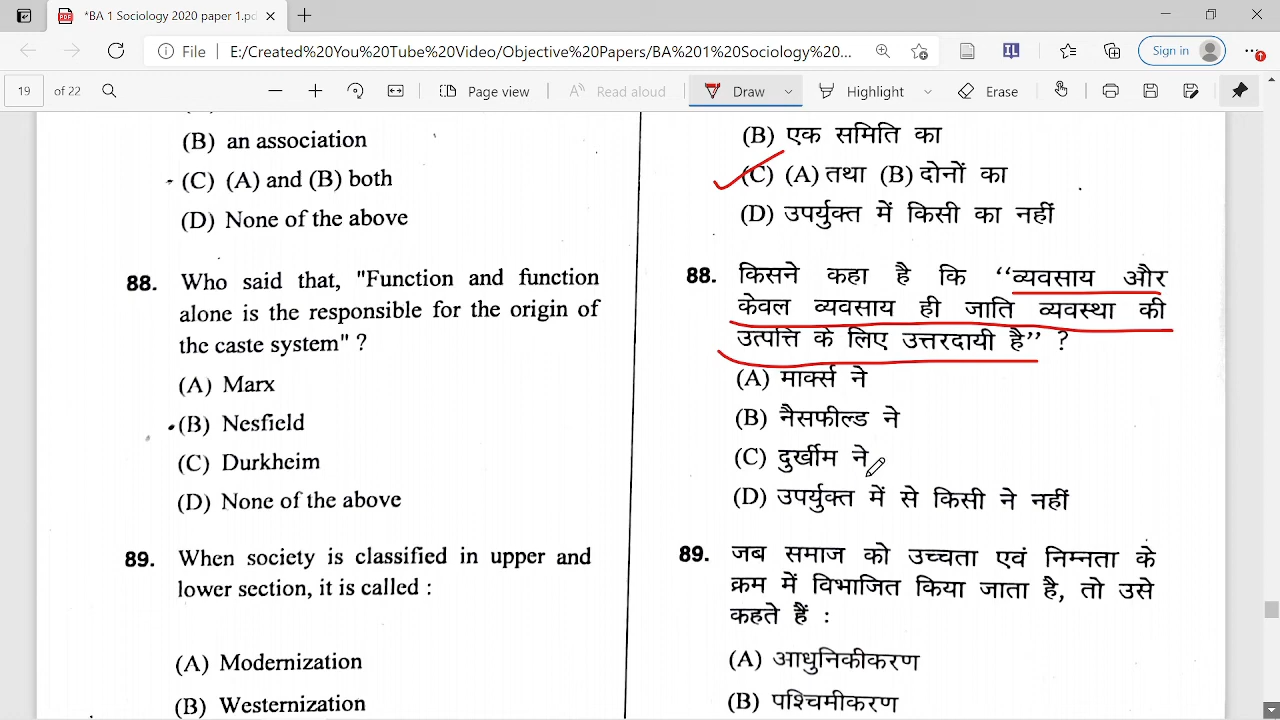 *BA 1 Sociology 2020 paper 1.pd
File E:/Created%20You%20Tube%20Video/Objective%20Papers/BA%201%20Sociology%20... Sign in
19 of 22 Page view Read aloud Draw Highlight Erase
(B) an association
(C) (A) and (B) both
(D) None of the above
88. Who said that, "Function and function
alone is the responsible for the origin of
the caste system" ?
(A) Marx
(B) Nesfield
(C) Durkheim
(D) None of the above
89. When society is classified in upper and
lower section, it is called :
(A) Modernization
(B) Westernization
(B) एक समिति का
(C) (A) तथा (B) दोनों का
(D) उपर्युक्त में किसी का नहीं
88. किसने कहा है कि ‘‘व्यवसाय और
केवल व्यवसाय ही जाति व्यवस्था की
उत्पत्ति के लिए उत्तरदायी है’’ ?
(A) मार्क्स ने
(B) नैसफील्ड ने
(C) दुर्खीम ने
(D) उपर्युक्त में से किसी ने नहीं
89. जब समाज को उच्चता एवं निम्नता के
क्रम में विभाजित किया जाता है, तो उसे
कहते हैं :
(A) आधुनिकीकरण
(B) पश्चिमीकरण